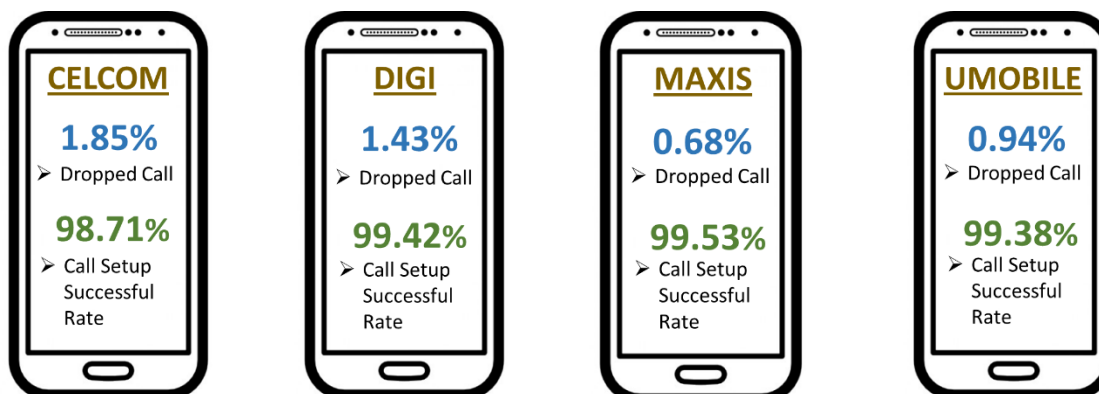 CELCOM
1.85%
➢ Dropped Call
98.71%
➢ Call Setup
Successful
Rate
DIGI
1.43%
➢ Dropped Call
99.42%
➢ Call Setup
Successful
Rate
MAXIS
0.68%
➢ Dropped Call
99.53%
➢ Call Setup
Successful
Rate
UMOBILE
0.94%
➢ Dropped Call
99.38%
➢ Call Setup
Successful
Rate